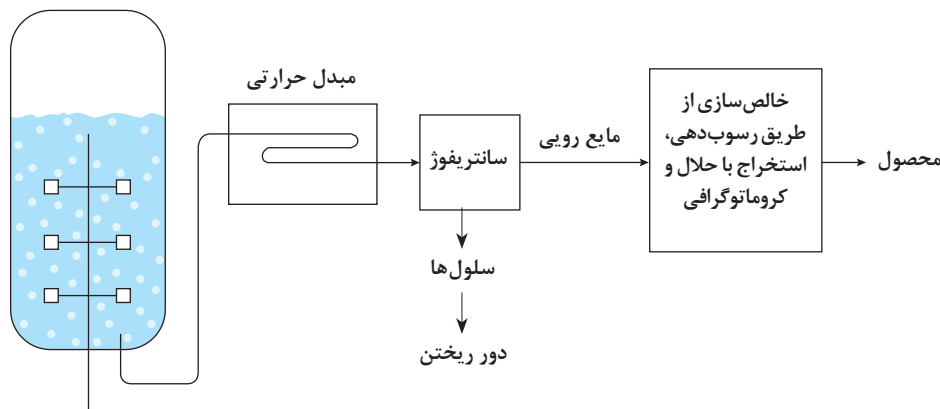 مبدل حرارتی
خالص‌سازی از
طریق رسوب‌دهی،
استخراج با حلال و
کروماتوگرافی
سانتریفوژ
مایع رویی
محصول
سلول‌ها
دور ریختن